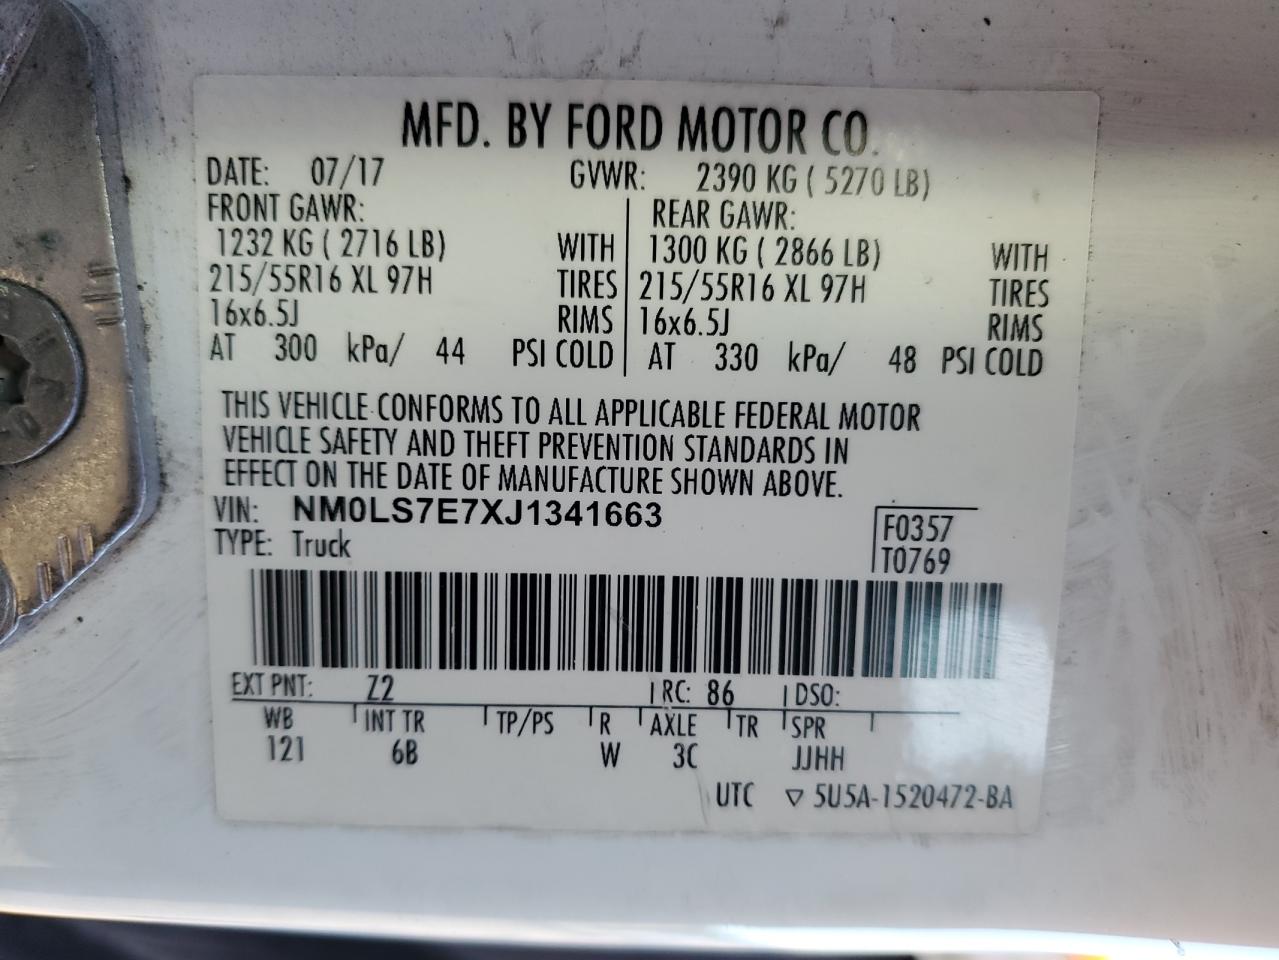 MFD. BY FORD MOTOR CO.
DATE: 07/17 GVWR: 2390 KG ( 5270 LB)
FRONT GAWR: REAR GAWR:
1232 KG ( 2716 LB) WITH 1300 KG ( 2866 LB) WITH
215/55R16 XL 97H TIRES 215/55R16 XL 97H TIRES
16x6.5J RIMS 16x6.5J RIMS
AT 300 kPa/ 44 PSI COLD AT 330 kPa/ 48 PSI COLD
THIS VEHICLE CONFORMS TO ALL APPLICABLE FEDERAL MOTOR
VEHICLE SAFETY AND THEFT PREVENTION STANDARDS IN
EFFECT ON THE DATE OF MANUFACTURE SHOWN ABOVE.
VIN: NM0LS7E7XJ1341663
TYPE: Truck
F0357
T0769
EXT PNT: Z2 RC: 86 DSO:
WB INT TR TP/PS R AXLE TR SPR
121 6B W 3C JJHH
UTC ▽ 5U5A-1520472-BA